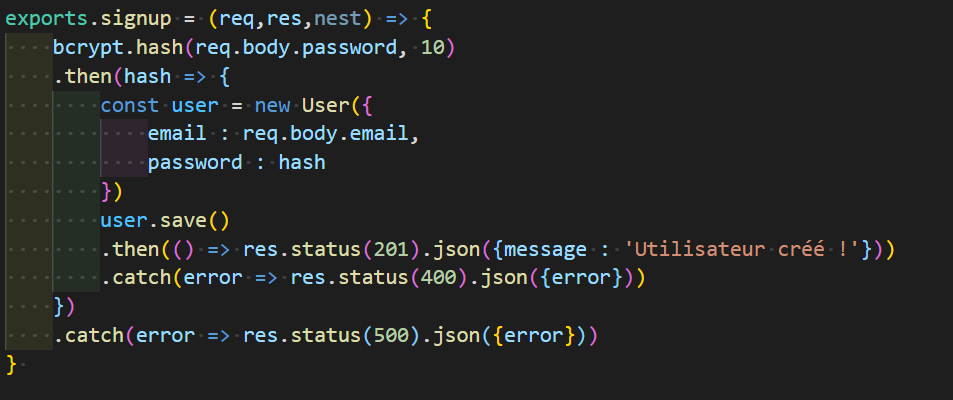 exports.signup = (req,res,nest) => {
    bcrypt.hash(req.body.password, 10)
    .then(hash => {
        const user = new User({
            email : req.body.email,
            password : hash
        })
        user.save()
        .then(() => res.status(201).json({message : 'Utilisateur créé !'}))
        .catch(error => res.status(400).json({error}))
    })
    .catch(error => res.status(500).json({error}))
}